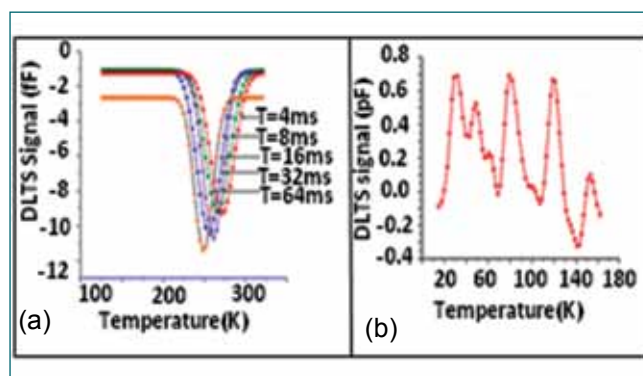 0
-2
-4
-6
-8
-10
-12
DLTS Signal (fF)
T=4ms
T=8ms
T=16ms
T=32ms
T=64ms
100
200
300
Temperature(K)
(a)
0.8
0.6
0.4
0.2
0.0
-0.2
-0.4
DLTS signal (pF)
20
60
100
140
180
Temperature(K)
(b)